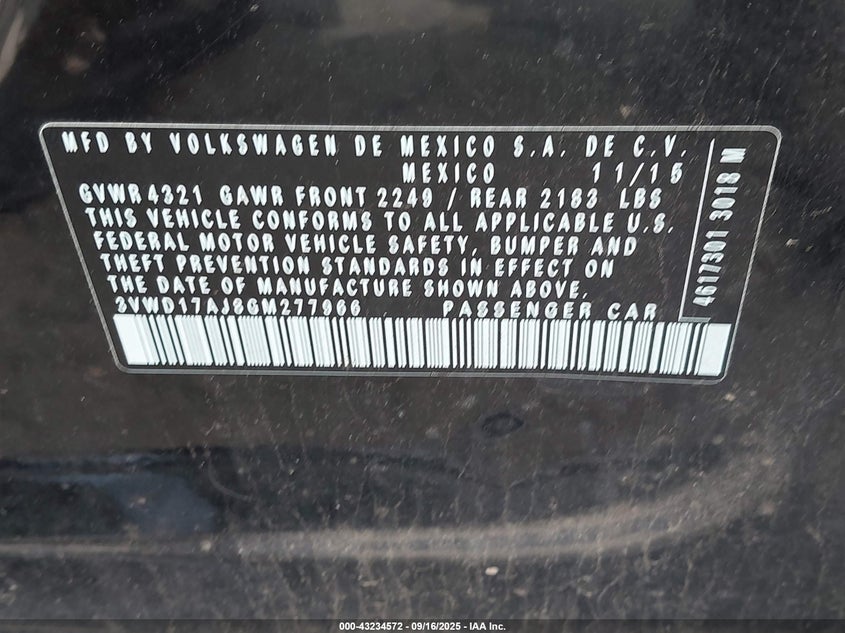 MFD BY VOLKSWAGEN DE MEXICO S.A. DE C.V.
MEXICO 11/15
GVWR 4321 GAWR FRONT 2249 / REAR 2183 LBS
THIS VEHICLE CONFORMS TO ALL APPLICABLE U.S.
FEDERAL MOTOR VEHICLE SAFETY, BUMPER AND
THEFT PREVENTION STANDARDS IN EFFECT ON
THE DATE OF MANUFACTURE SHOWN ABOVE.
3VWD17AJ8GM277966 PASSENGER CAR
4617301 3018 M
000-43234572 - 09/16/2025 - IAA Inc.